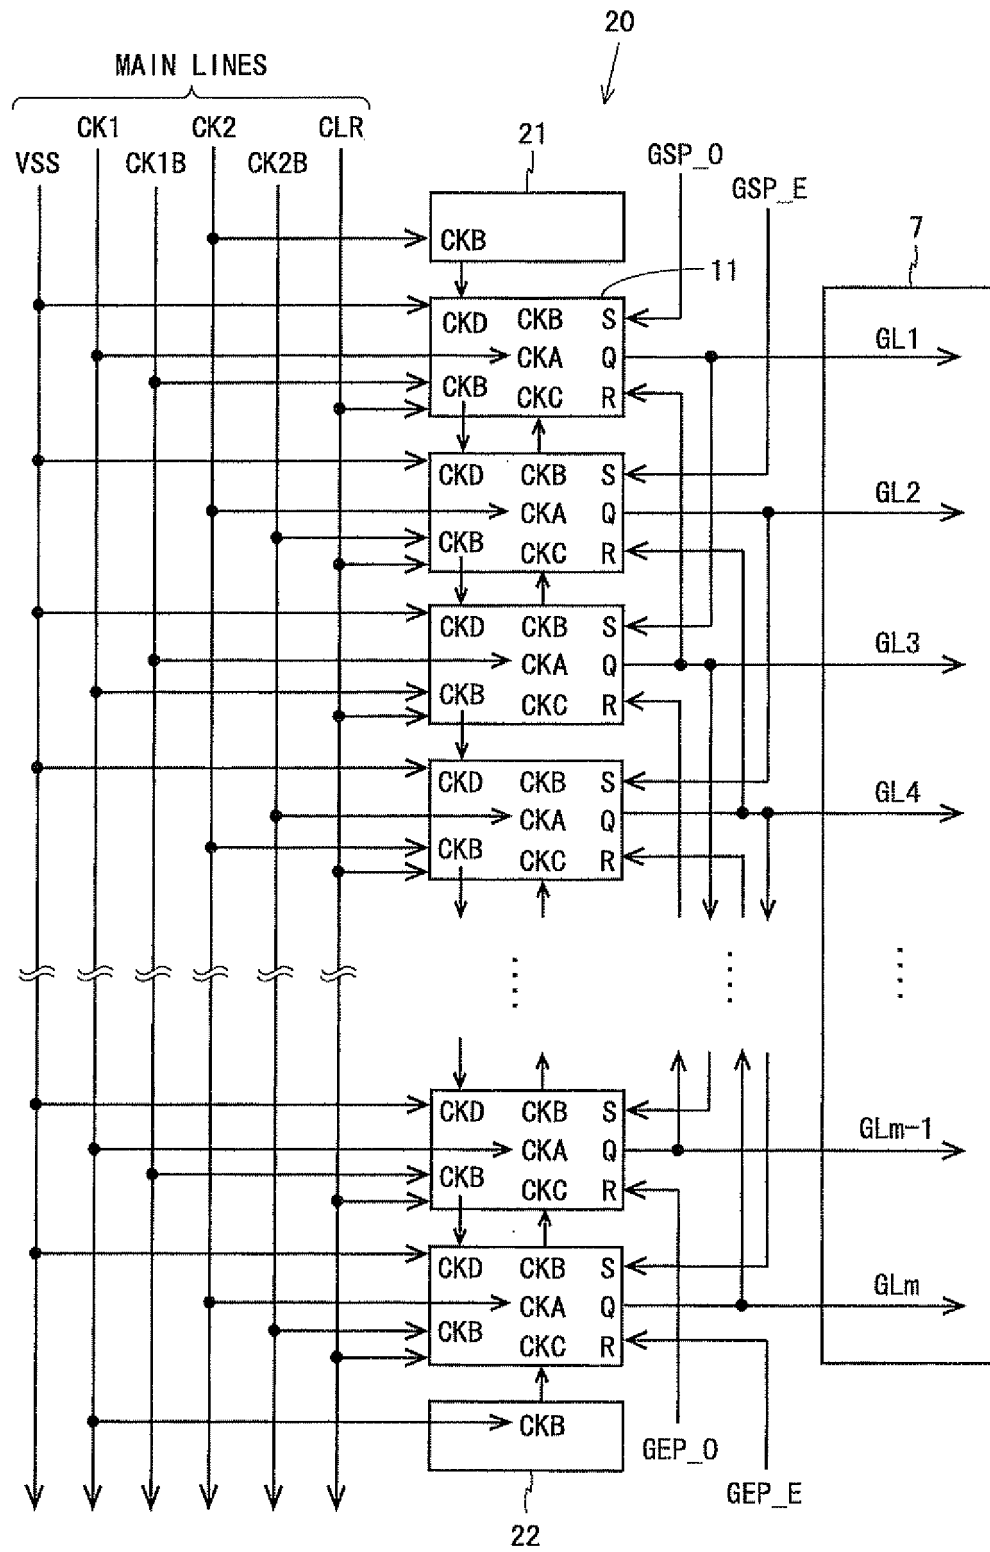 20
MAIN LINES
CK1 CK2 CLR
VSS CK1B CK2B
21
GSP_O
GSP_E
CKB
7
11
CKD CKB S
CKA Q GL1
CKB CKC R
CKD CKB S
CKA Q GL2
CKB CKC R
CKD CKB S
CKA Q GL3
CKB CKC R
CKD CKB S
CKA Q GL4
CKB CKC R
CKD CKB S
CKA Q GLm-1
CKB CKC R
CKD CKB S
CKA Q GLm
CKB CKC R
CKB
GEP_O
GEP_E
22